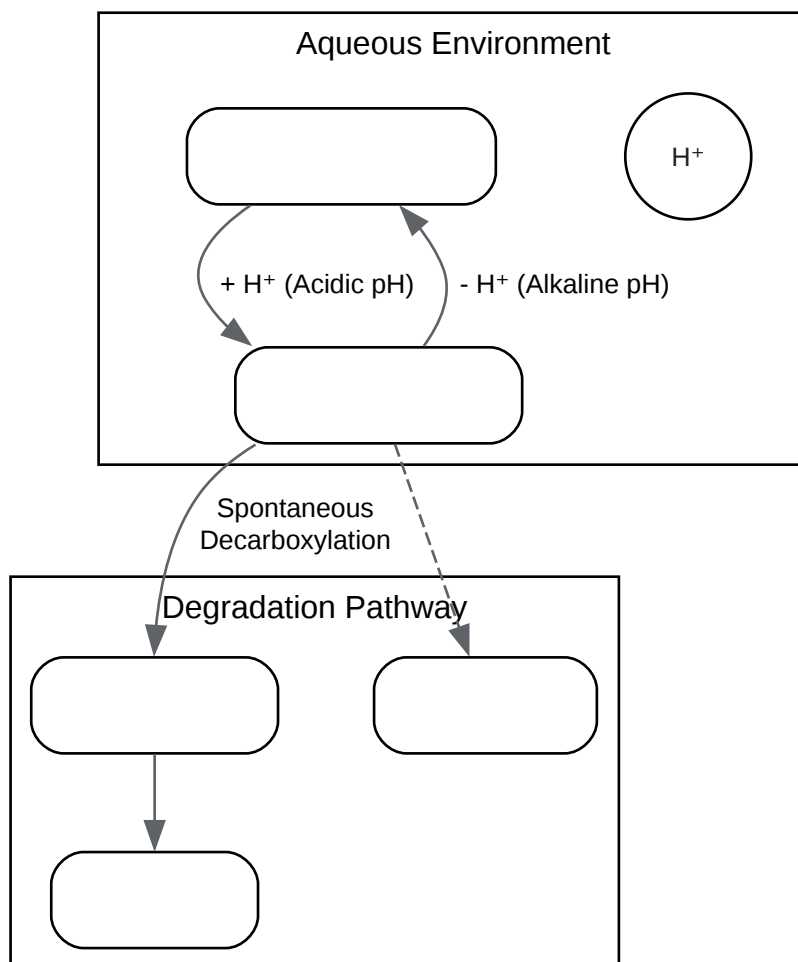 Aqueous Environment
H⁺
+ H⁺ (Acidic pH)
- H⁺ (Alkaline pH)
Spontaneous
Decarboxylation
Degradation Pathway